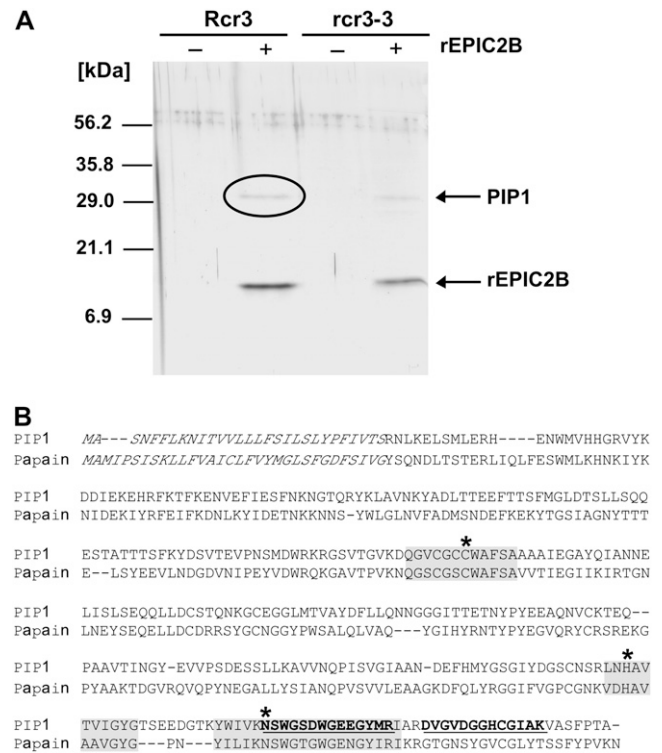 A
Rcr3 rcr3-3
– + – + rEPIC2B
[kDa]
56.2
35.8
29.0
PIP1
21.1
rEPIC2B
6.9
B
PIP1 MA---SNFFLKNITVVLLLFSILSLYPFIVTSRNLKELSMLERH----ENWMVHHGRVYK
Papain MAMIPSISKLLFVAICLFVYMGLSFGDFSIVGYSQNDLTSTERLIQLFESWMLKHNKIYK
PIP1 DDIEKEHRFKTFKENVEFIESFNKNGTQRYKLAVNKYADLTTEEFTTSFMGLDTSLLSQQ
Papain NIDEKIYRFEIFKDNLKYIDETNKKNNS-YWLGLNVFADMSNDEFKEKYTGSIAGNYTTT
*
PIP1 ESTATTTSFKYDSVTEVPNSMDWRKRGSVTGVKDQGVCGCCWAFSAAAAIEGAYQIANNE
Papain E--LSYEEVLNDGDVNIPEYVDWRQKGAVTPVKNQGSCGSCWAFSAVVTIEGIIKIRTGN
PIP1 LISLSEQQLLDCSTQNKGCEGGLMTVAYDFLLQNNGGGITTETNYPYEEAQNVCKTEQ--
Papain LNEYSEQELLDCDRRSYGCNGGYPWSALQLVAQ---YGIHYRNTYPYEGVQRYCRSREKG
*
PIP1 PAAVTINGY-EVVPSDESSLLKAVVNQPISVGIAAN-DEFHMYGSGIYDGSCNSRLNHAV
Papain PYAAKTDGVRQVQPYNEGALLYSIANQPVSVVLEAAGKDFQLYRGGIFVGPCGNKVDHAV
*
PIP1 TVIGYGTSEEDGTKYWIVKNSWGSDWGEEGYMRIARDVGVDGGHCGIAKVASFPTA-
Papain AAVGYG---PN--YILIKNSWGTGWGENGYIRIKRGTGNSYGVCGLYTSSFYPVKN